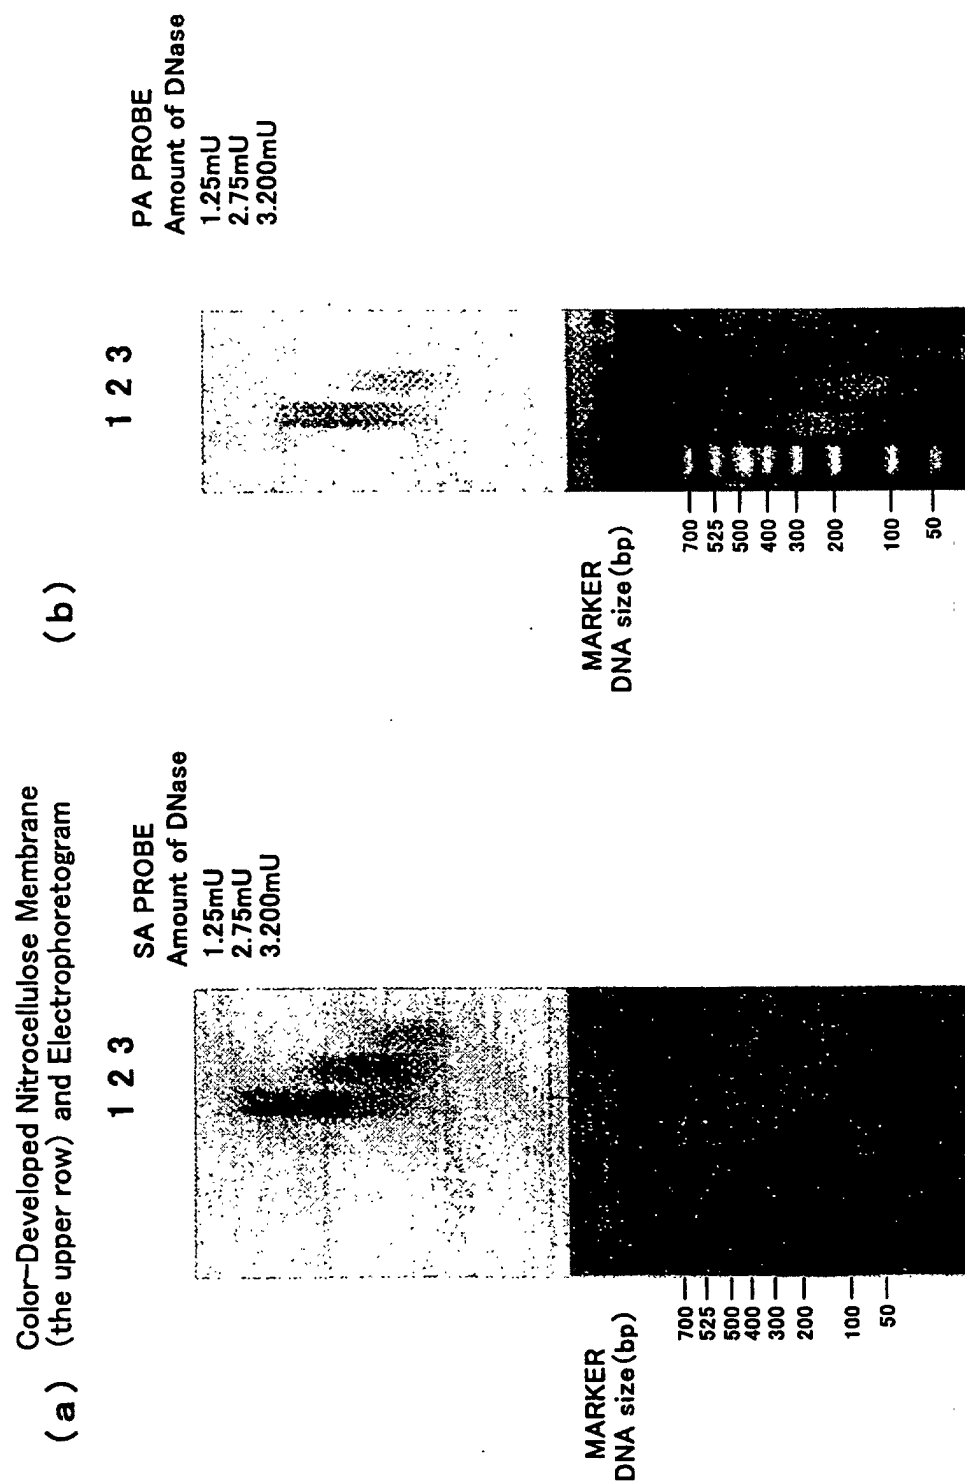 (a) Color-Developed Nitrocellulose Membrane
(the upper row) and Electrophoretogram
1 2 3
SA PROBE
Amount of DNase
1.25mU
2.75mU
3.200mU
MARKER
DNA size(bp)
700
525
500
400
300
200
100
50
(b)
1 2 3
PA PROBE
Amount of DNase
1.25mU
2.75mU
3.200mU
MARKER
DNA size(bp)
700
525
500
400
300
200
100
50